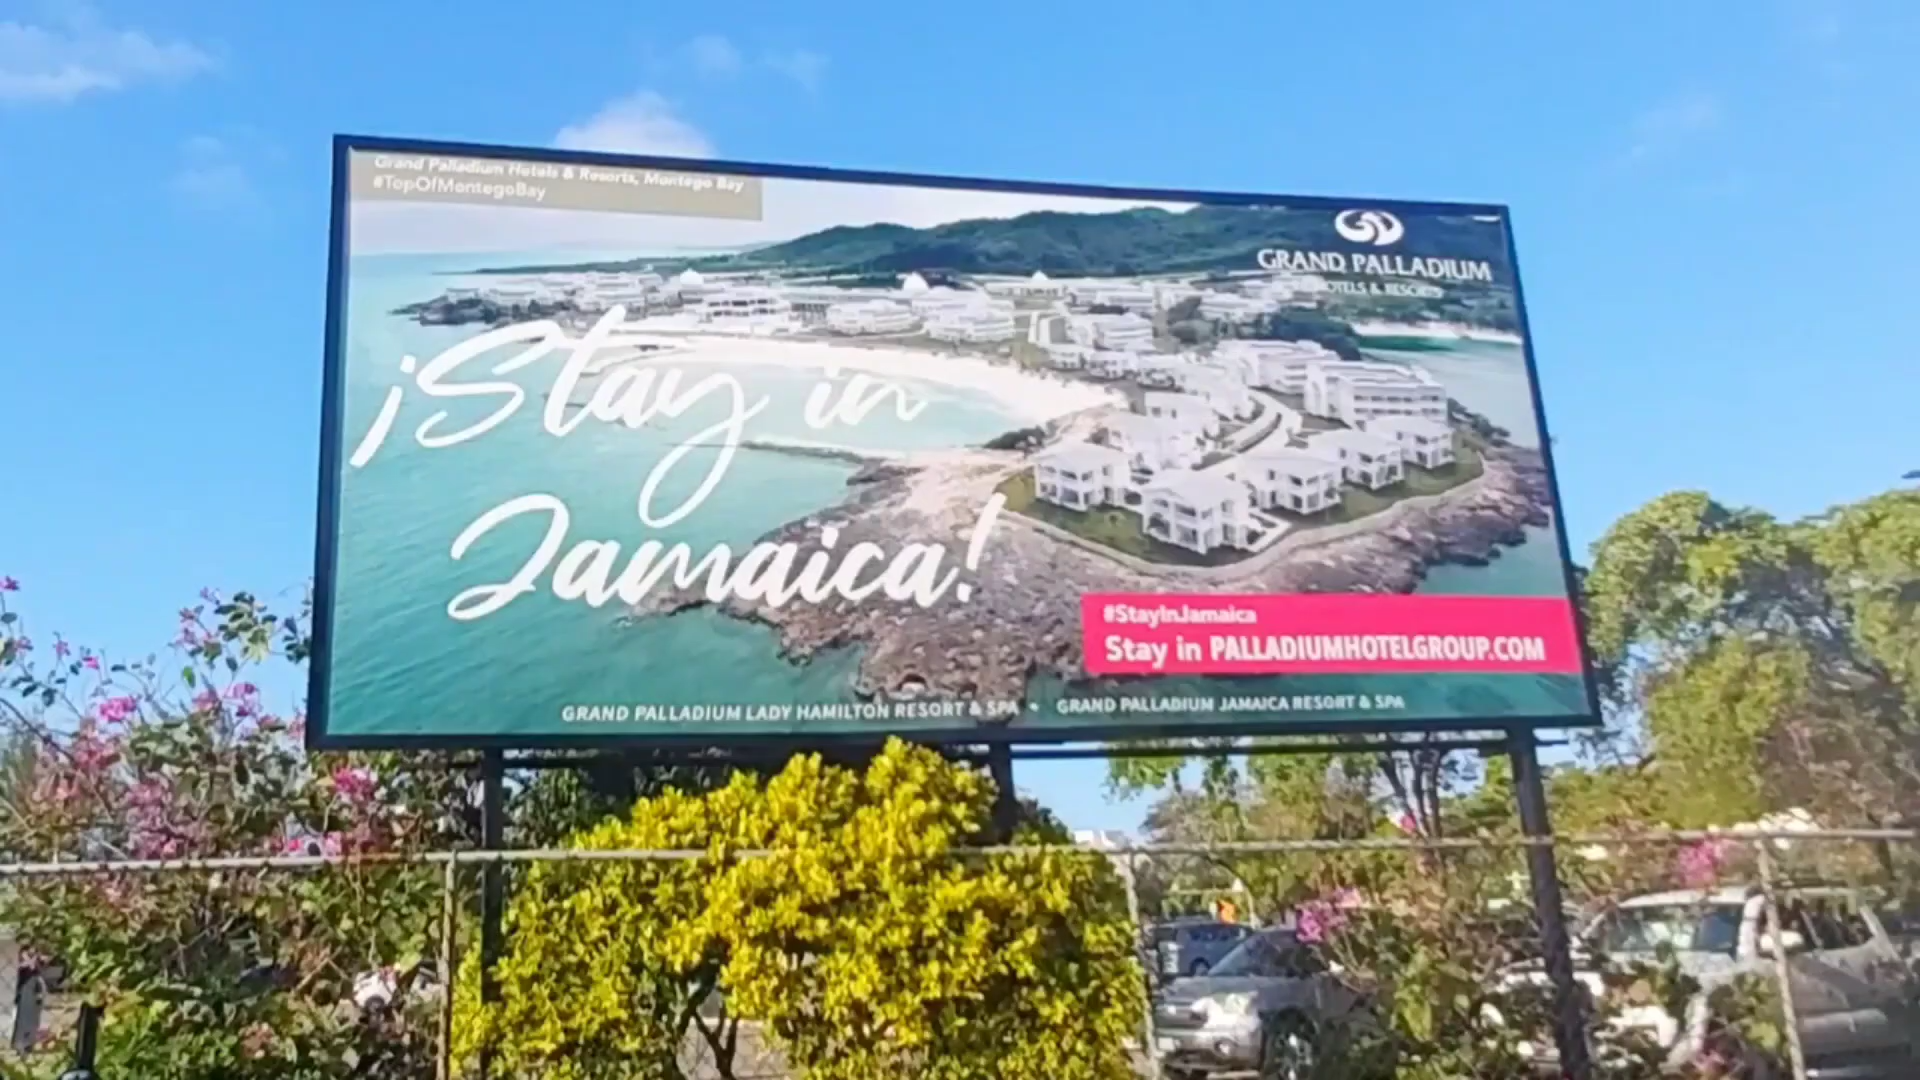 Grand Palladium Hotels & Resorts, Montego Bay
#TopOfMontegoBay
GRAND PALLADIUM
HOTELS & RESORTS
¡Stay in
Jamaica!
#StayInJamaica
Stay in PALLADIUMHOTELGROUP.COM
GRAND PALLADIUM LADY HAMILTON RESORT & SPA • GRAND PALLADIUM JAMAICA RESORT & SPA